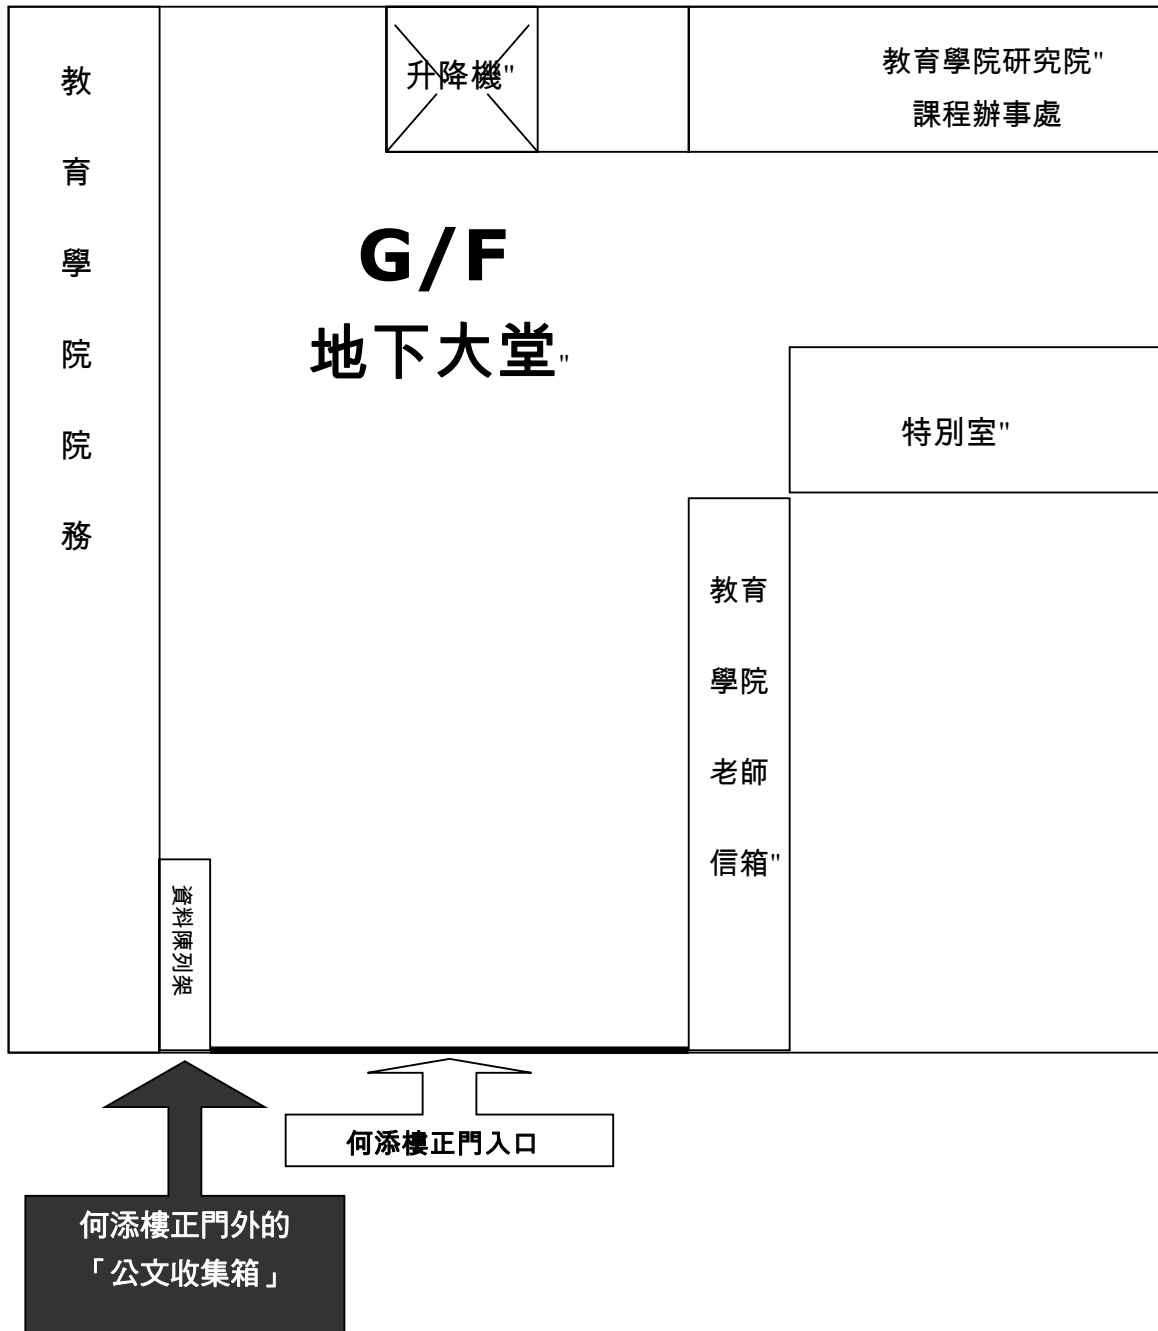 教
育
學
院
院
務
升降機"
教育學院研究院"
課程辦事處
G/F
地下大堂"
特別室"
教育
學院
老師
信箱"
資料陳列架
何添樓正門入口
何添樓正門外的
「公文收集箱」